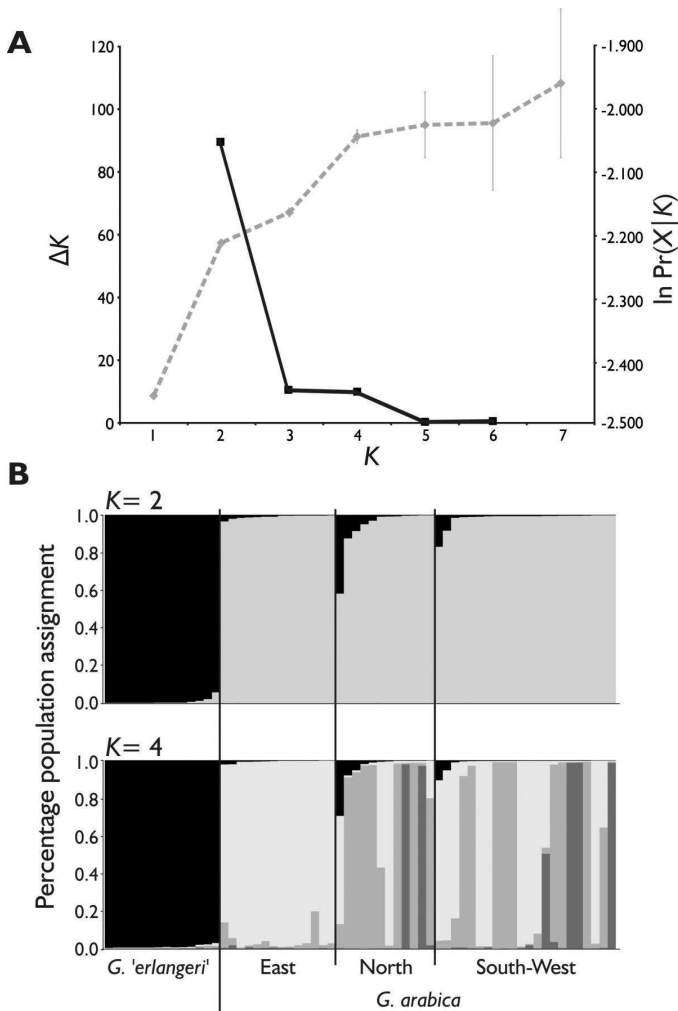 A
120
100
80
60
40
20
0
ΔK
-1.900
-2.000
-2.100
-2.200
-2.300
-2.400
-2.500
ln Pr(X|K)
1 2 3 4 5 6 7
K
B
K= 2
1.0
0.8
0.6
0.4
0.2
0.0
K= 4
1.0
0.8
0.6
0.4
0.2
0.0
Percentage population assignment
G. 'erlangeri' East North South-West
G. arabica